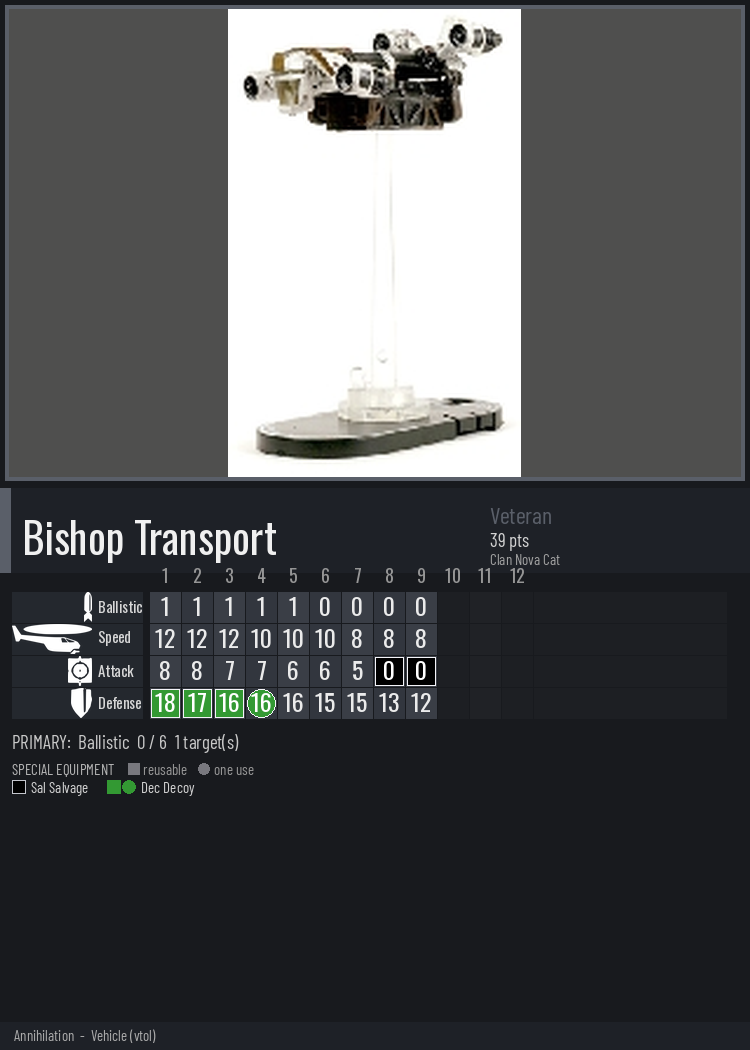 Bishop Transport
Veteran
39 pts
Clan Nova Cat
1 2 3 4 5 6 7 8 9 10 11 12
Ballistic 1 1 1 1 1 0 0 0 0
Speed 12 12 12 10 10 10 8 8 8
Attack 8 8 7 7 6 6 5 0 0
Defense 18 17 16 16 16 15 15 13 12
PRIMARY: Ballistic 0 / 6 1 target(s)
SPECIAL EQUIPMENT reusable one use
Sal Salvage Dec Decoy
Annihilation - Vehicle (vtol)